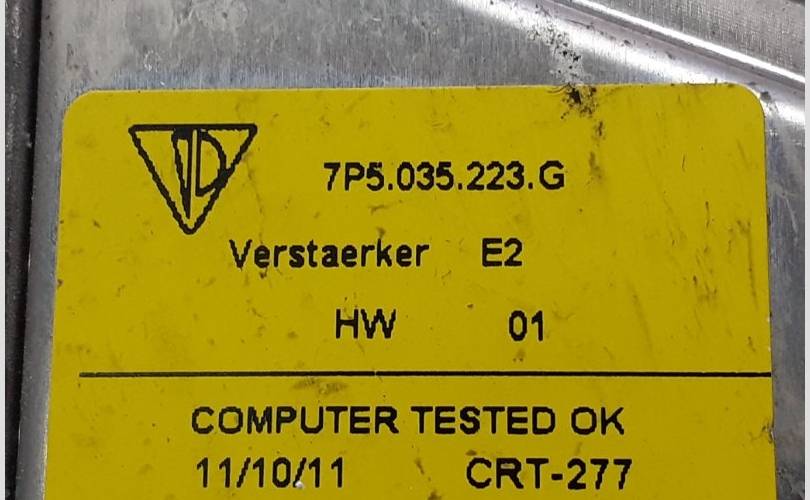 7P5.035.223.G
Verstaerker E2
HW 01
COMPUTER TESTED OK
11/10/11 CRT-277